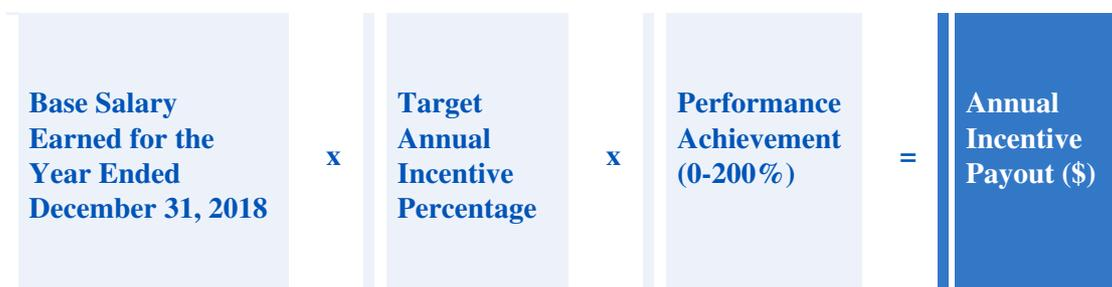 Base Salary
Earned for the
Year Ended
December 31, 2018
x
Target
Annual
Incentive
Percentage
x
Performance
Achievement
(0-200%)
=
Annual
Incentive
Payout ($)